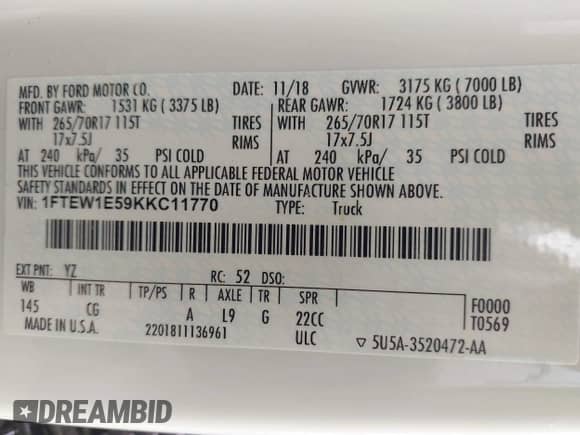 MFD. BY FORD MOTOR CO. DATE: 11/18 GVWR: 3175 KG ( 7000 LB)
FRONT GAWR: 1531 KG ( 3375 LB) REAR GAWR: 1724 KG ( 3800 LB)
WITH 265/70R17 115T TIRES WITH 265/70R17 115T TIRES
17x7.5J RIMS 17x7.5J RIMS
AT 240 kPa/ 35 PSI COLD AT 240 kPa/ 35 PSI COLD
THIS VEHICLE CONFORMS TO ALL APPLICABLE FEDERAL MOTOR VEHICLE
SAFETY STANDARDS IN EFFECT ON THE DATE OF MANUFACTURE SHOWN ABOVE.
VIN: 1FTEW1E59KKC11770 TYPE: Truck
EXT PNT: YZ RC: 52 DSO:
WB INT TR TP/PS R AXLE TR SPR F0000
145 CG A L9 G 22CC T0569
MADE IN U.S.A. 2201811136961 ULC ▽ 5U5A-3520472-AA
DREAMBID